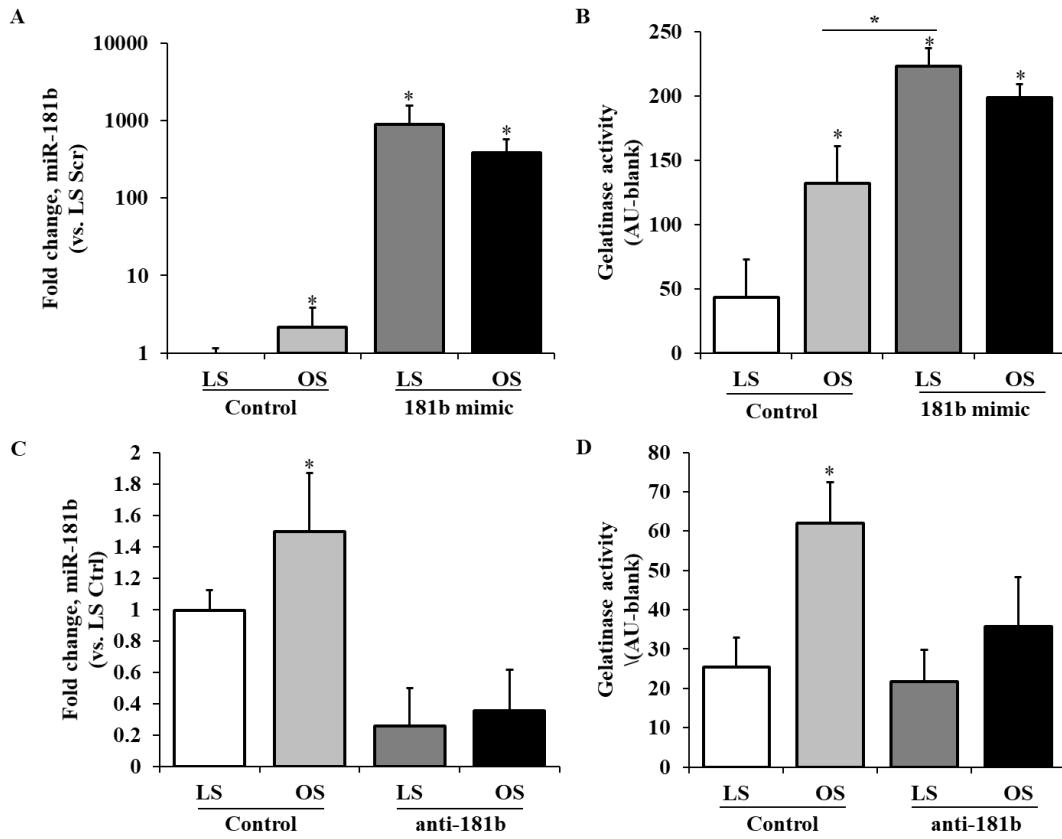 A
Fold change, miR-181b
(vs. LS Scr)
10000
1000
100
10
1
*
*
*
LS OS LS OS
Control 181b mimic
B
Gelatinase activity
(AU-blank)
250
200
150
100
50
0
*
*
*
*
LS OS LS OS
Control 181b mimic
C
Fold change, miR-181b
(vs. LS Ctrl)
2
1.8
1.6
1.4
1.2
1
0.8
0.6
0.4
0.2
0
*
LS OS LS OS
Control anti-181b
D
Gelatinase activity
\(AU-blank)
80
70
60
50
40
30
20
10
0
*
LS OS LS OS
Control anti-181b